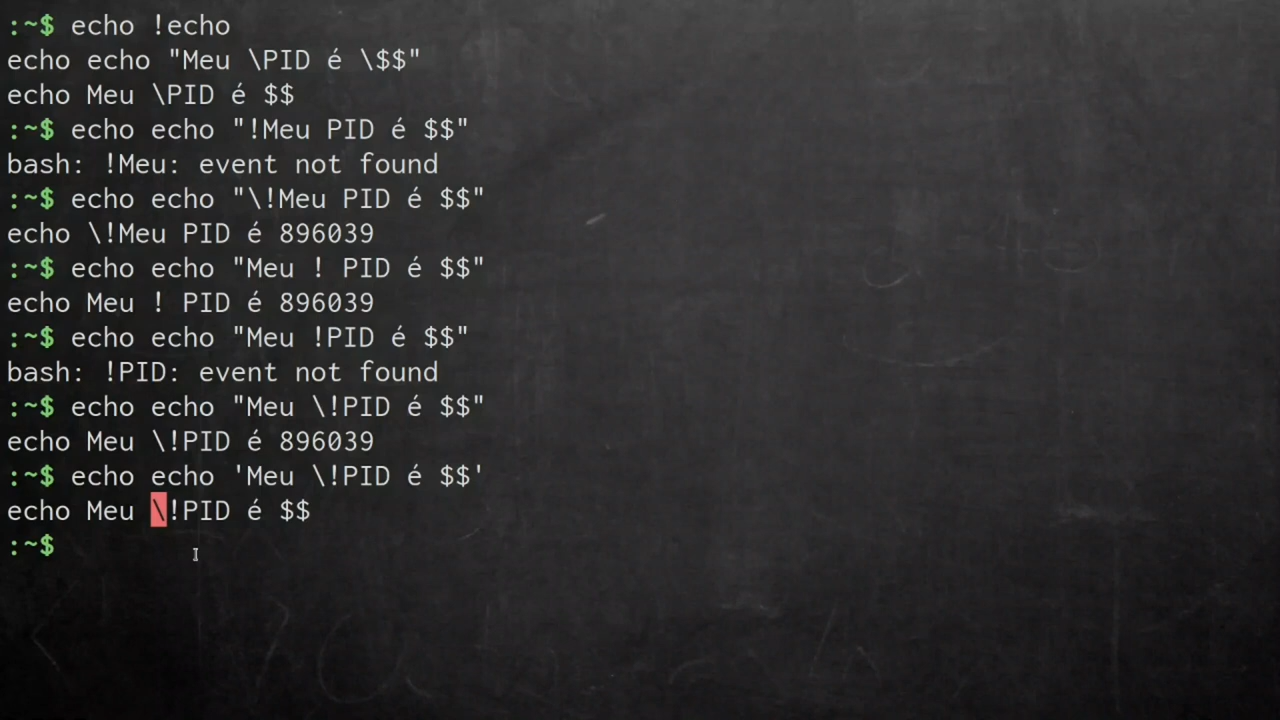 :~$ echo !echo
echo echo "Meu \PID é \$$"
echo Meu \PID é $$
:~$ echo echo "!Meu PID é $$"
bash: !Meu: event not found
:~$ echo echo "\!Meu PID é $$"
echo \!Meu PID é 896039
:~$ echo echo "Meu ! PID é $$"
echo Meu ! PID é 896039
:~$ echo echo "Meu !PID é $$"
bash: !PID: event not found
:~$ echo echo "Meu \!PID é $$"
echo Meu \!PID é 896039
:~$ echo echo 'Meu \!PID é $$'
echo Meu \!PID é $$
:~$